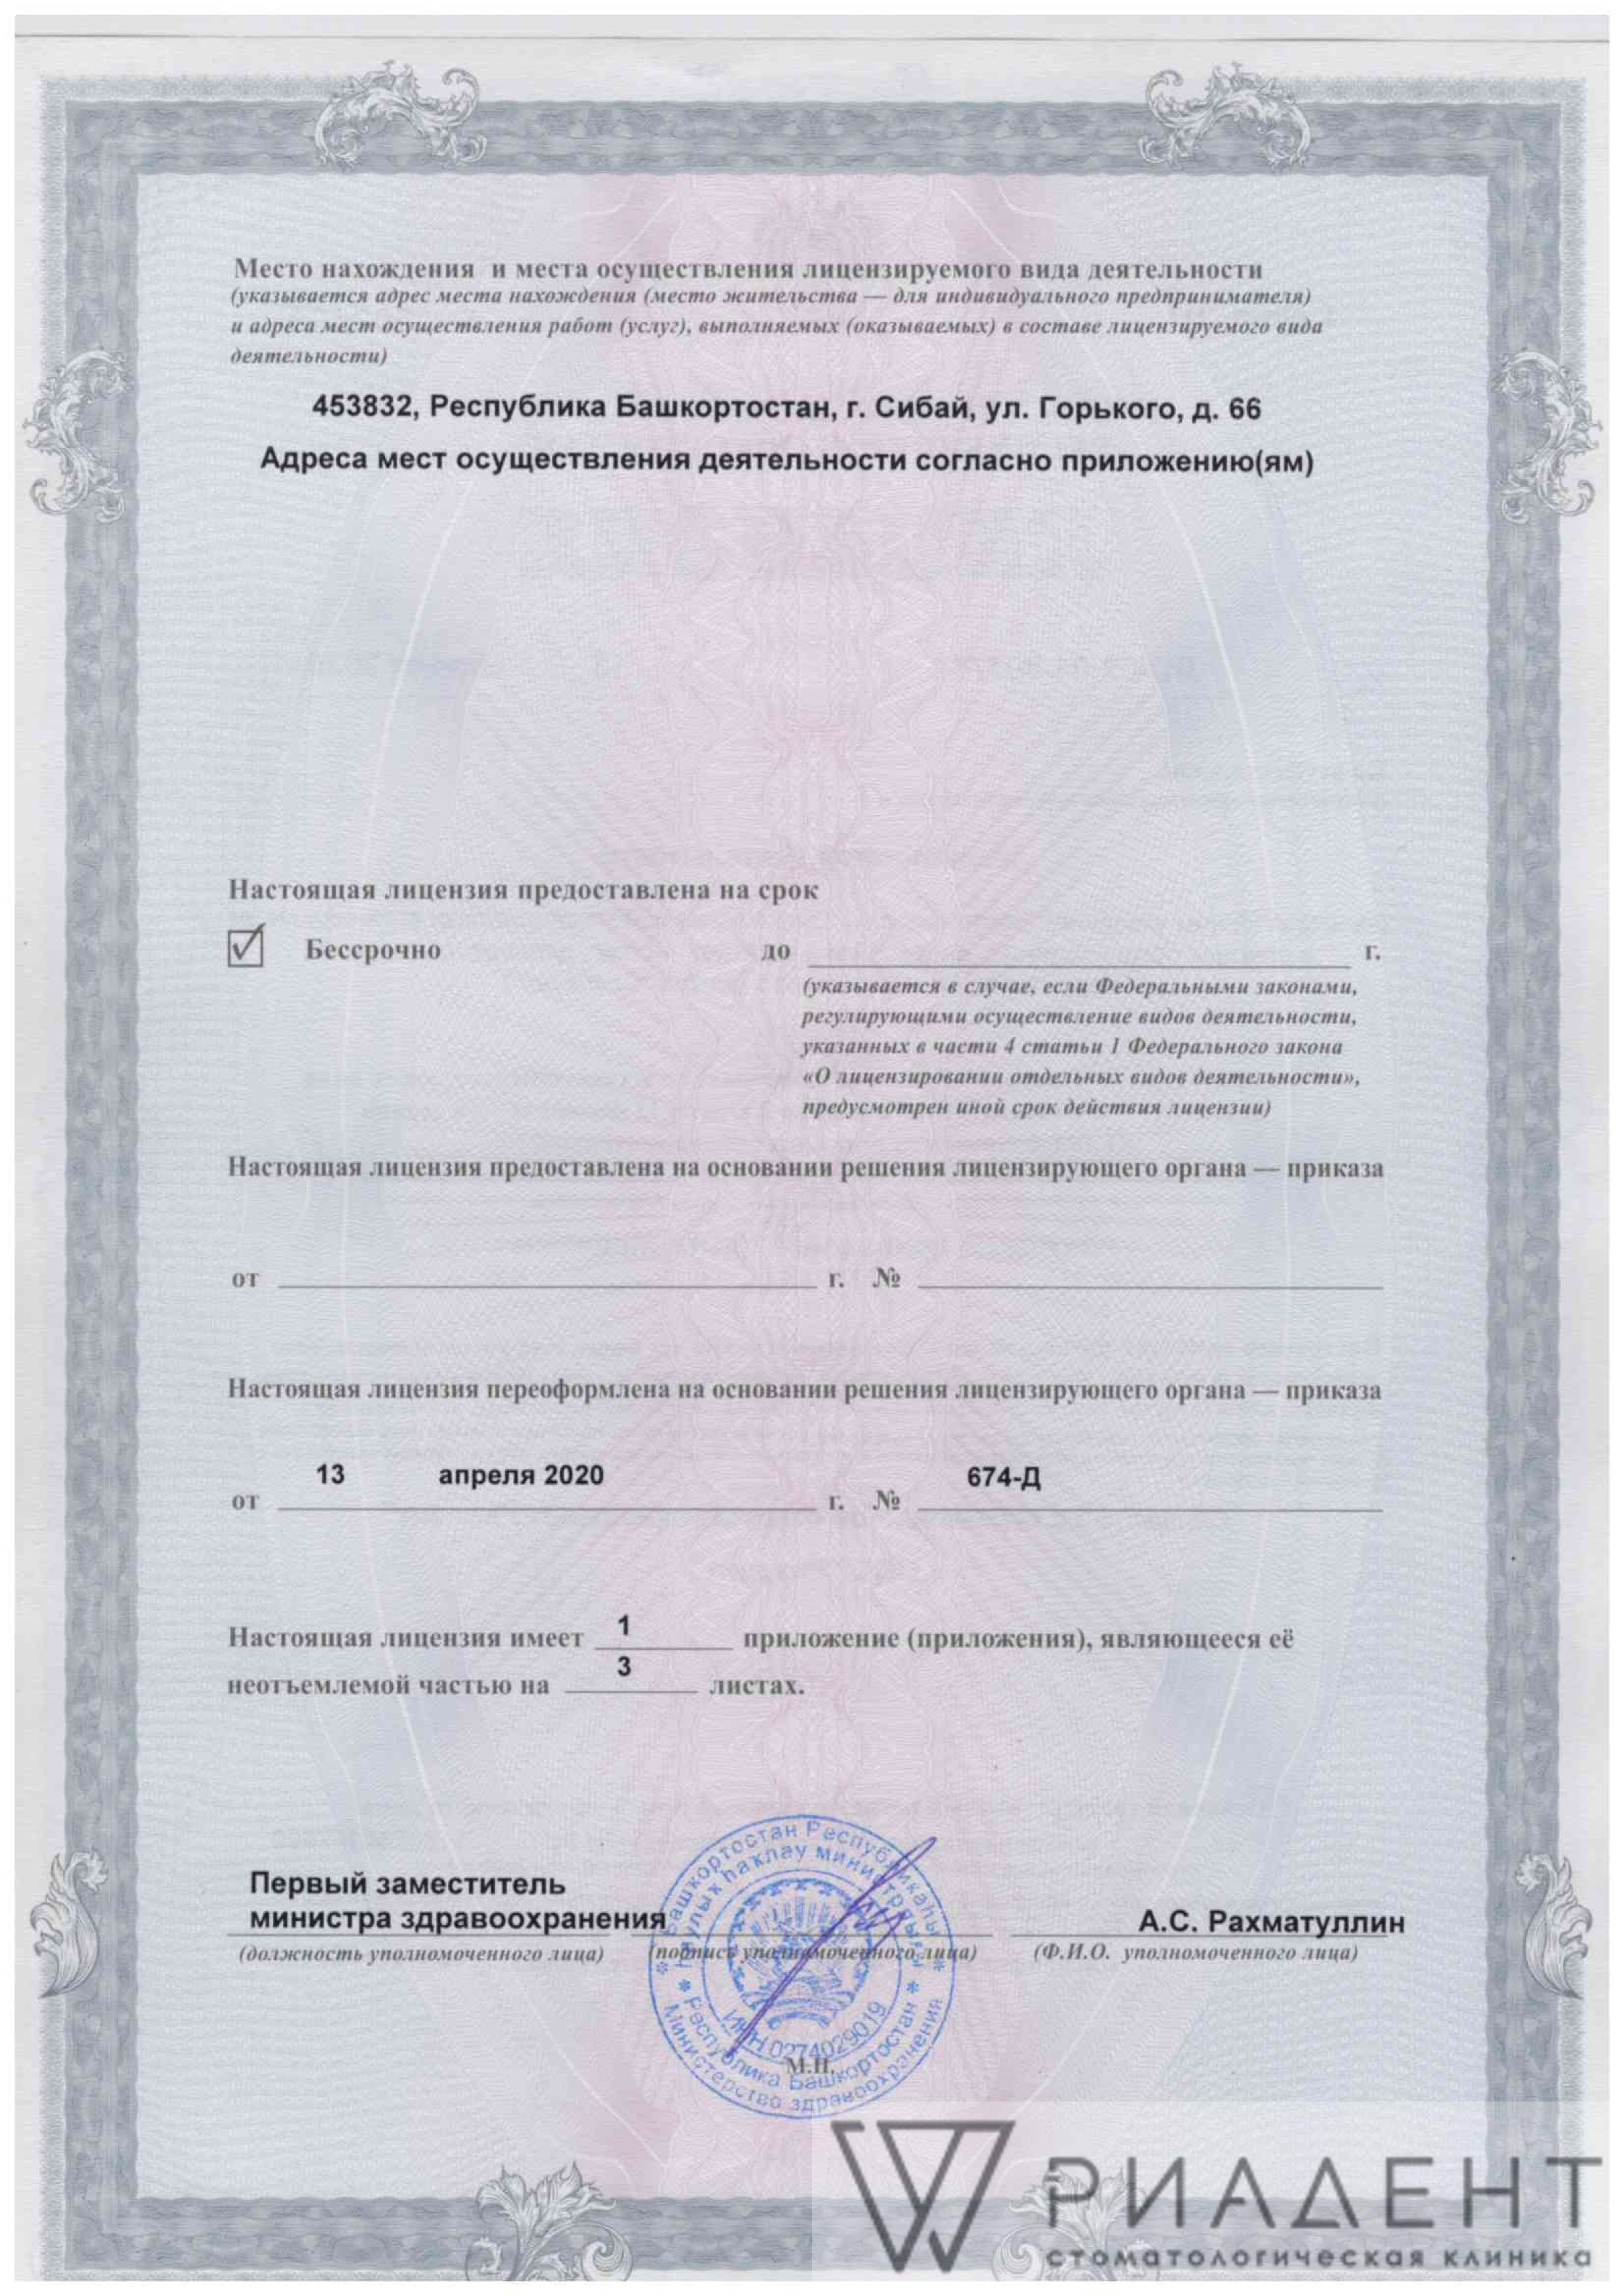 Место нахождения и места осуществления лицензируемого вида деятельности
(указывается адрес места нахождения (место жительства — для индивидуального предпринимателя)
и адреса мест осуществления работ (услуг), выполняемых (оказываемых) в составе лицензируемого вида
деятельности)
453832, Республика Башкортостан, г. Сибай, ул. Горького, д. 66
Адреса мест осуществления деятельности согласно приложению(ям)
Настоящая лицензия предоставлена на срок
Бессрочно до г.
(указывается в случае, если Федеральными законами,
регулирующими осуществление видов деятельности,
указанных в части 4 статьи 1 Федерального закона
«О лицензировании отдельных видов деятельности»,
предусмотрен иной срок действия лицензии)
Настоящая лицензия предоставлена на основании решения лицензирующего органа — приказа
от г. №
Настоящая лицензия переоформлена на основании решения лицензирующего органа — приказа
от 13 апреля 2020 г. № 674-Д
Настоящая лицензия имеет 1 приложение (приложения), являющееся её
неотъемлемой частью на 3 листах.
Первый заместитель
министра здравоохранения А.С. Рахматуллин
(должность уполномоченного лица) (подпись уполномоченного лица) (Ф.И.О. уполномоченного лица)
Башҡортостан Республикаһы
һаулыҡ һаҡлау министрлығы
ИНН 0274029019
Республика Башкортостан
Министерство здравоохранения
М.П.
РИАДЕНТ
стоматологическая клиника